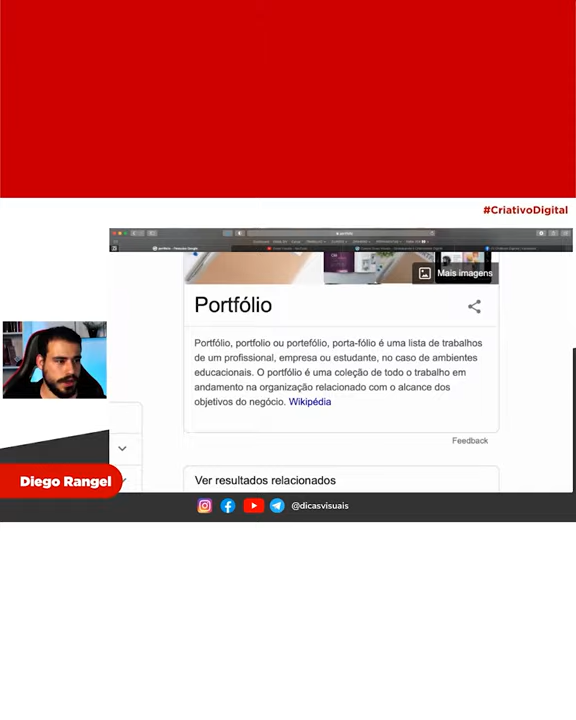 #CriativoDigital
Mais imagens
Portfólio
Portfólio, portfolio ou portefólio, porta-fólio é uma lista de trabalhos
de um profissional, empresa ou estudante, no caso de ambientes
educacionais. O portfólio é uma coleção de todo o trabalho em
andamento na organização relacionado com o alcance dos
objetivos do negócio. Wikipédia
Feedback
Diego Rangel
Ver resultados relacionados
@dicasvisuais